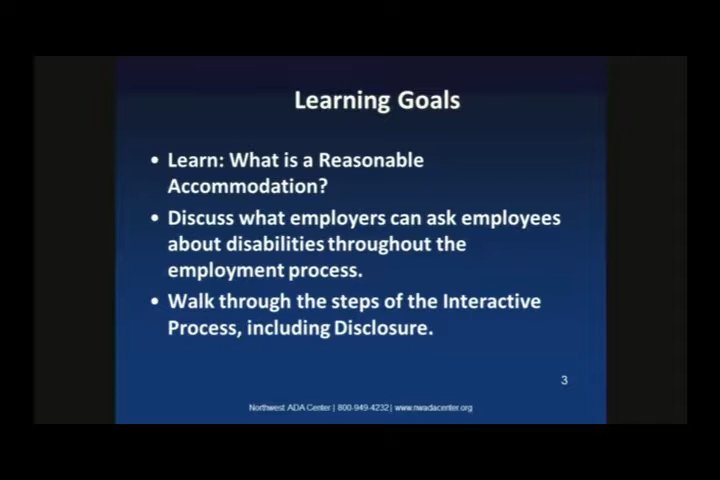 Learning Goals
• Learn: What is a Reasonable
Accommodation?
• Discuss what employers can ask employees
about disabilities throughout the
employment process.
• Walk through the steps of the Interactive
Process, including Disclosure.
3
Northwest ADA Center | 800-949-4232 | www.nwadacenter.org